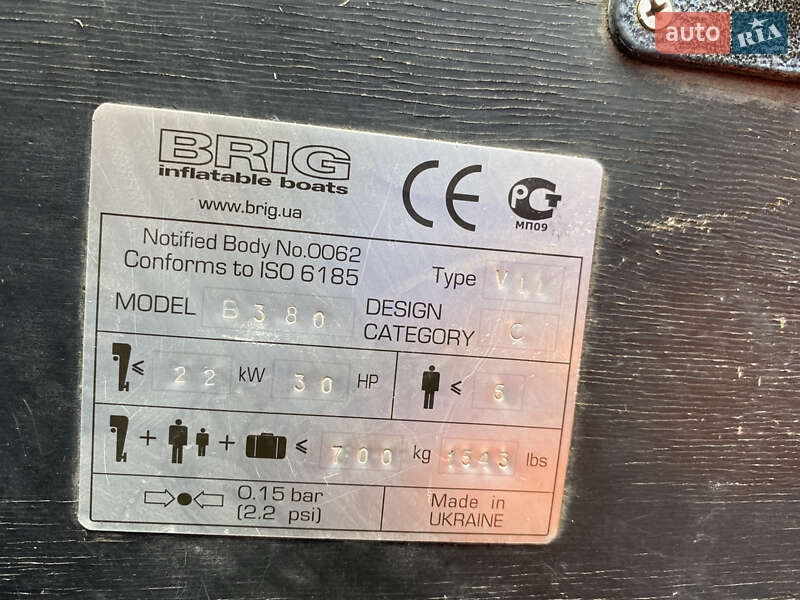 auto RIA
BRIG
inflatable boats
www.brig.ua
CE
РСТ
МП09
Notified Body No.0062
Conforms to ISO 6185
Type VII
MODEL B380
DESIGN CATEGORY C
≤ 22 kW 30 HP
≤ 5
+ + ≤ 700 kg 1543 lbs
0.15 bar
(2.2 psi)
Made in
UKRAINE